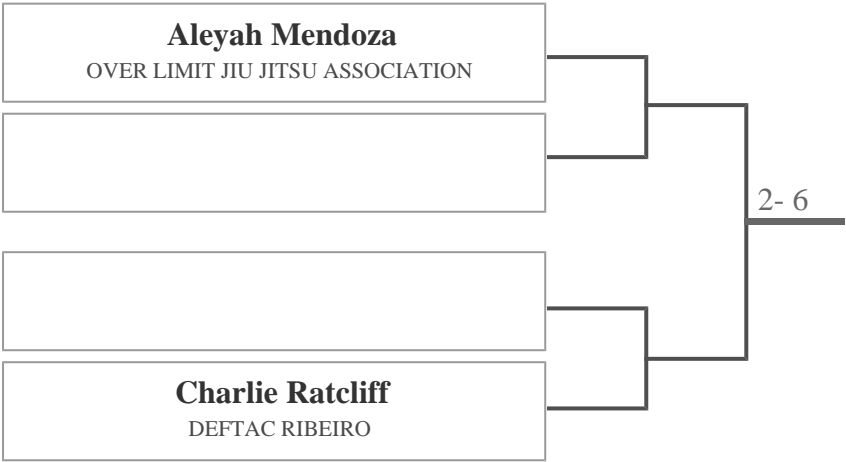 Aleyah Mendoza
OVER LIMIT JIU JITSU ASSOCIATION
2- 6
Charlie Ratcliff
DEFTAC RIBEIRO